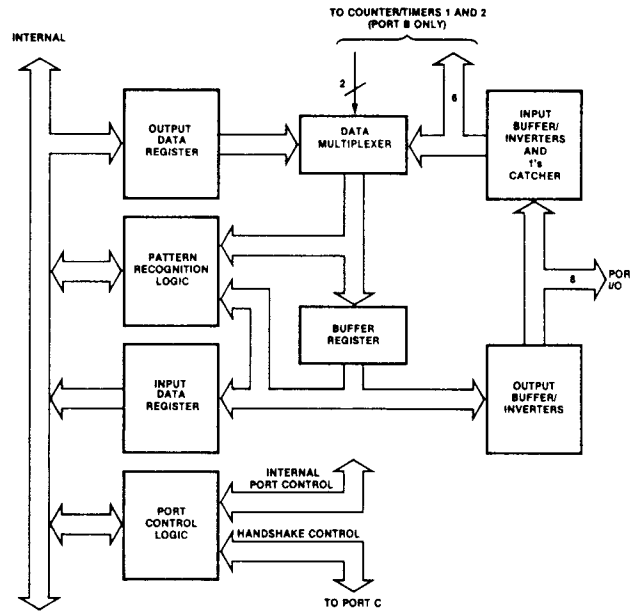 TO COUNTER/TIMERS 1 AND 2
(PORT B ONLY)
INTERNAL
2
6
OUTPUT
DATA
REGISTER
DATA
MULTIPLEXER
INPUT
BUFFER/
INVERTERS
AND
1's
CATCHER
PATTERN
RECOGNITION
LOGIC
6
POR
I/O
BUFFER
REGISTER
INPUT
DATA
REGISTER
OUTPUT
BUFFER/
INVERTERS
PORT
CONTROL
LOGIC
INTERNAL
PORT CONTROL
HANDSHAKE CONTROL
TO PORT C